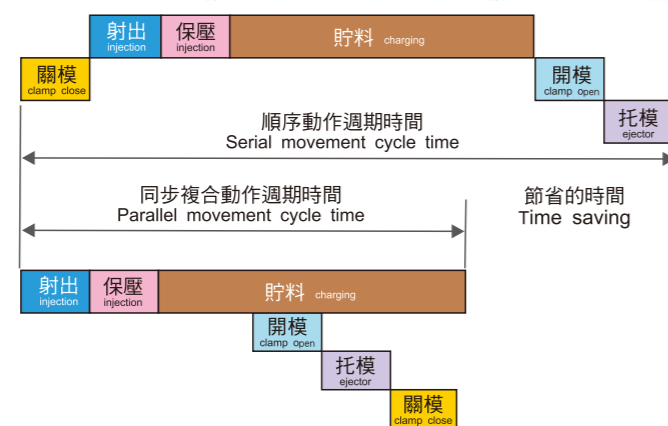 射出
injection
保壓
injection
貯料 charging
關模
clamp close
開模
clamp open
托模
ejector
順序動作週期時間
Serial movement cycle time
同步複合動作週期時間
Parallel movement cycle time
節省的時間
Time saving
射出
injection
保壓
injection
貯料 charging
開模
clamp open
托模
ejector
關模
clamp close